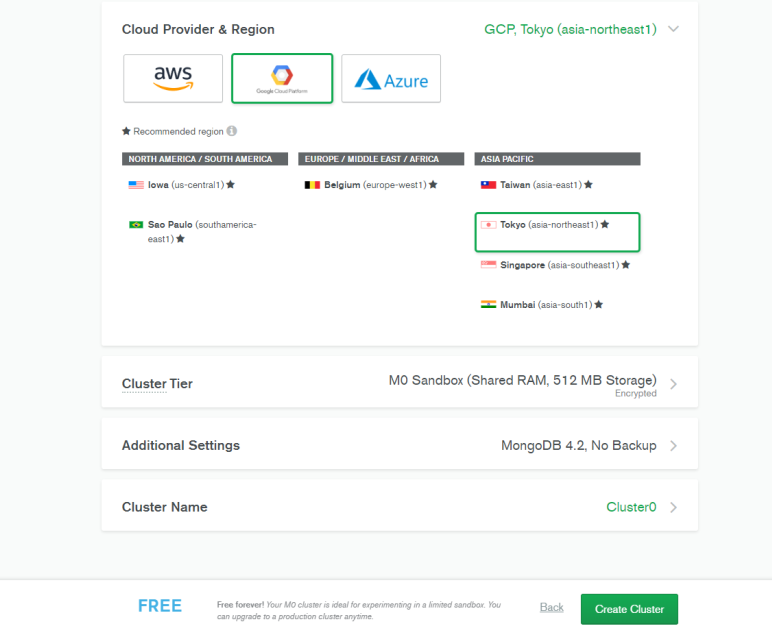 Cloud Provider & Region
GCP, Tokyo (asia-northeast1)
aws
Google Cloud Platform
Azure
★ Recommended region
NORTH AMERICA / SOUTH AMERICA
Iowa (us-central1) ★
Sao Paulo (southamerica-
east1) ★
EUROPE / MIDDLE EAST / AFRICA
Belgium (europe-west1) ★
ASIA PACIFIC
Taiwan (asia-east1) ★
Tokyo (asia-northeast1) ★
Singapore (asia-southeast1) ★
Mumbai (asia-south1) ★
Cluster Tier
M0 Sandbox (Shared RAM, 512 MB Storage)
Encrypted
Additional Settings
MongoDB 4.2, No Backup
Cluster Name
Cluster0
FREE
Free forever! Your M0 cluster is ideal for experimenting in a limited sandbox. You
can upgrade to a production cluster anytime.
Back
Create Cluster